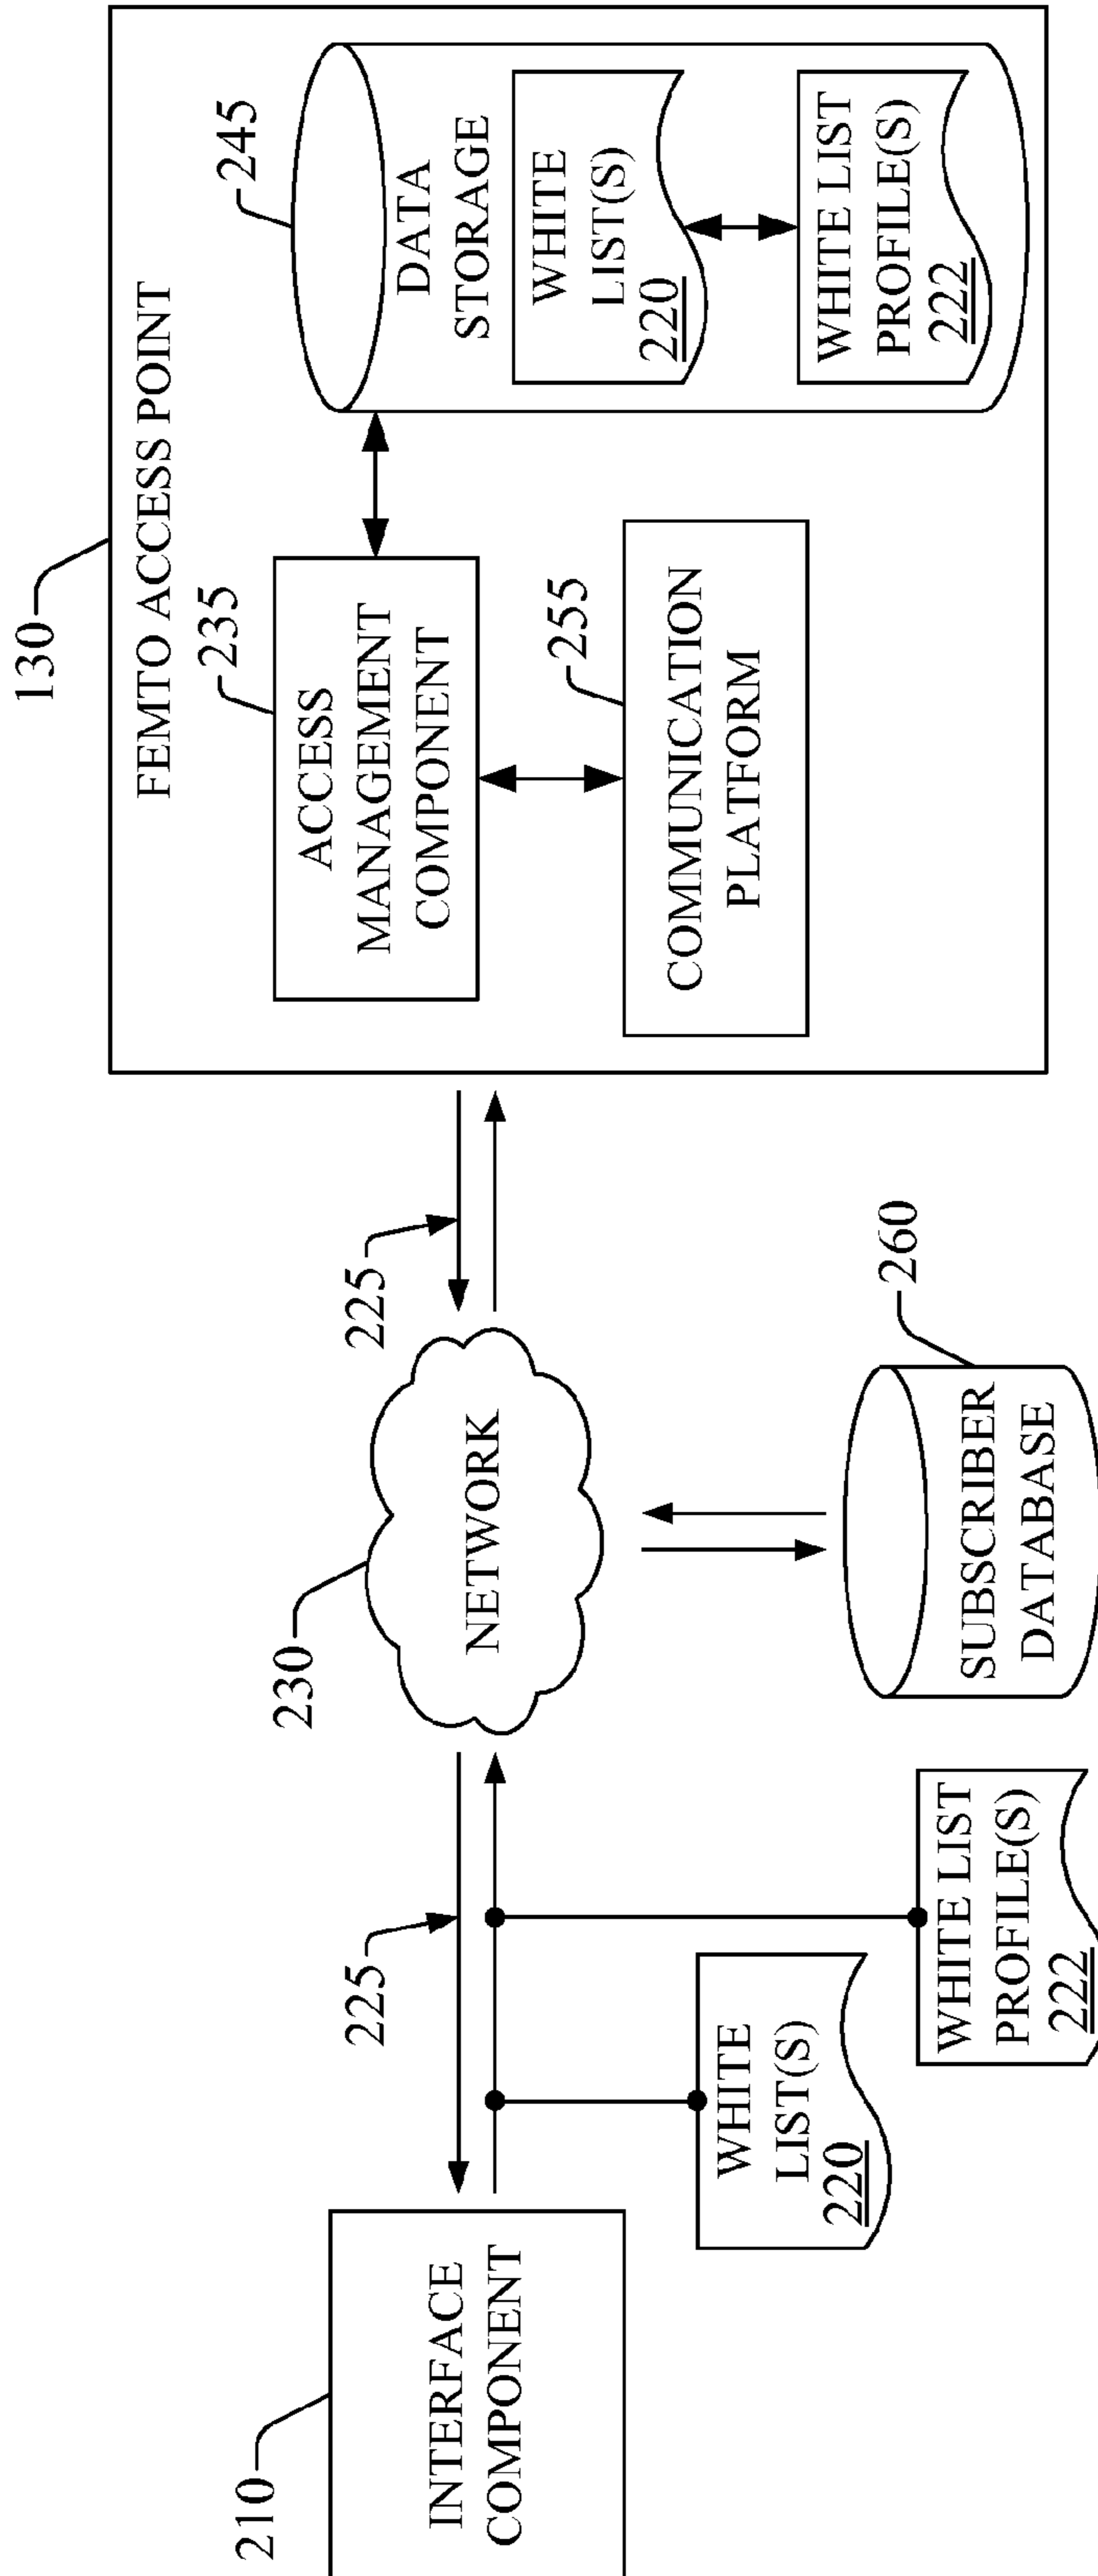 210
INTERFACE
COMPONENT
225
WHITE
LIST(S)
220
WHITE LIST
PROFILE(S)
222
230
NETWORK
SUBSCRIBER
DATABASE
260
225
130
FEMTO ACCESS POINT
235
ACCESS
MANAGEMENT
COMPONENT
255
COMMUNICATION
PLATFORM
245
DATA
STORAGE
WHITE
LIST(S)
220
WHITE LIST
PROFILE(S)
222